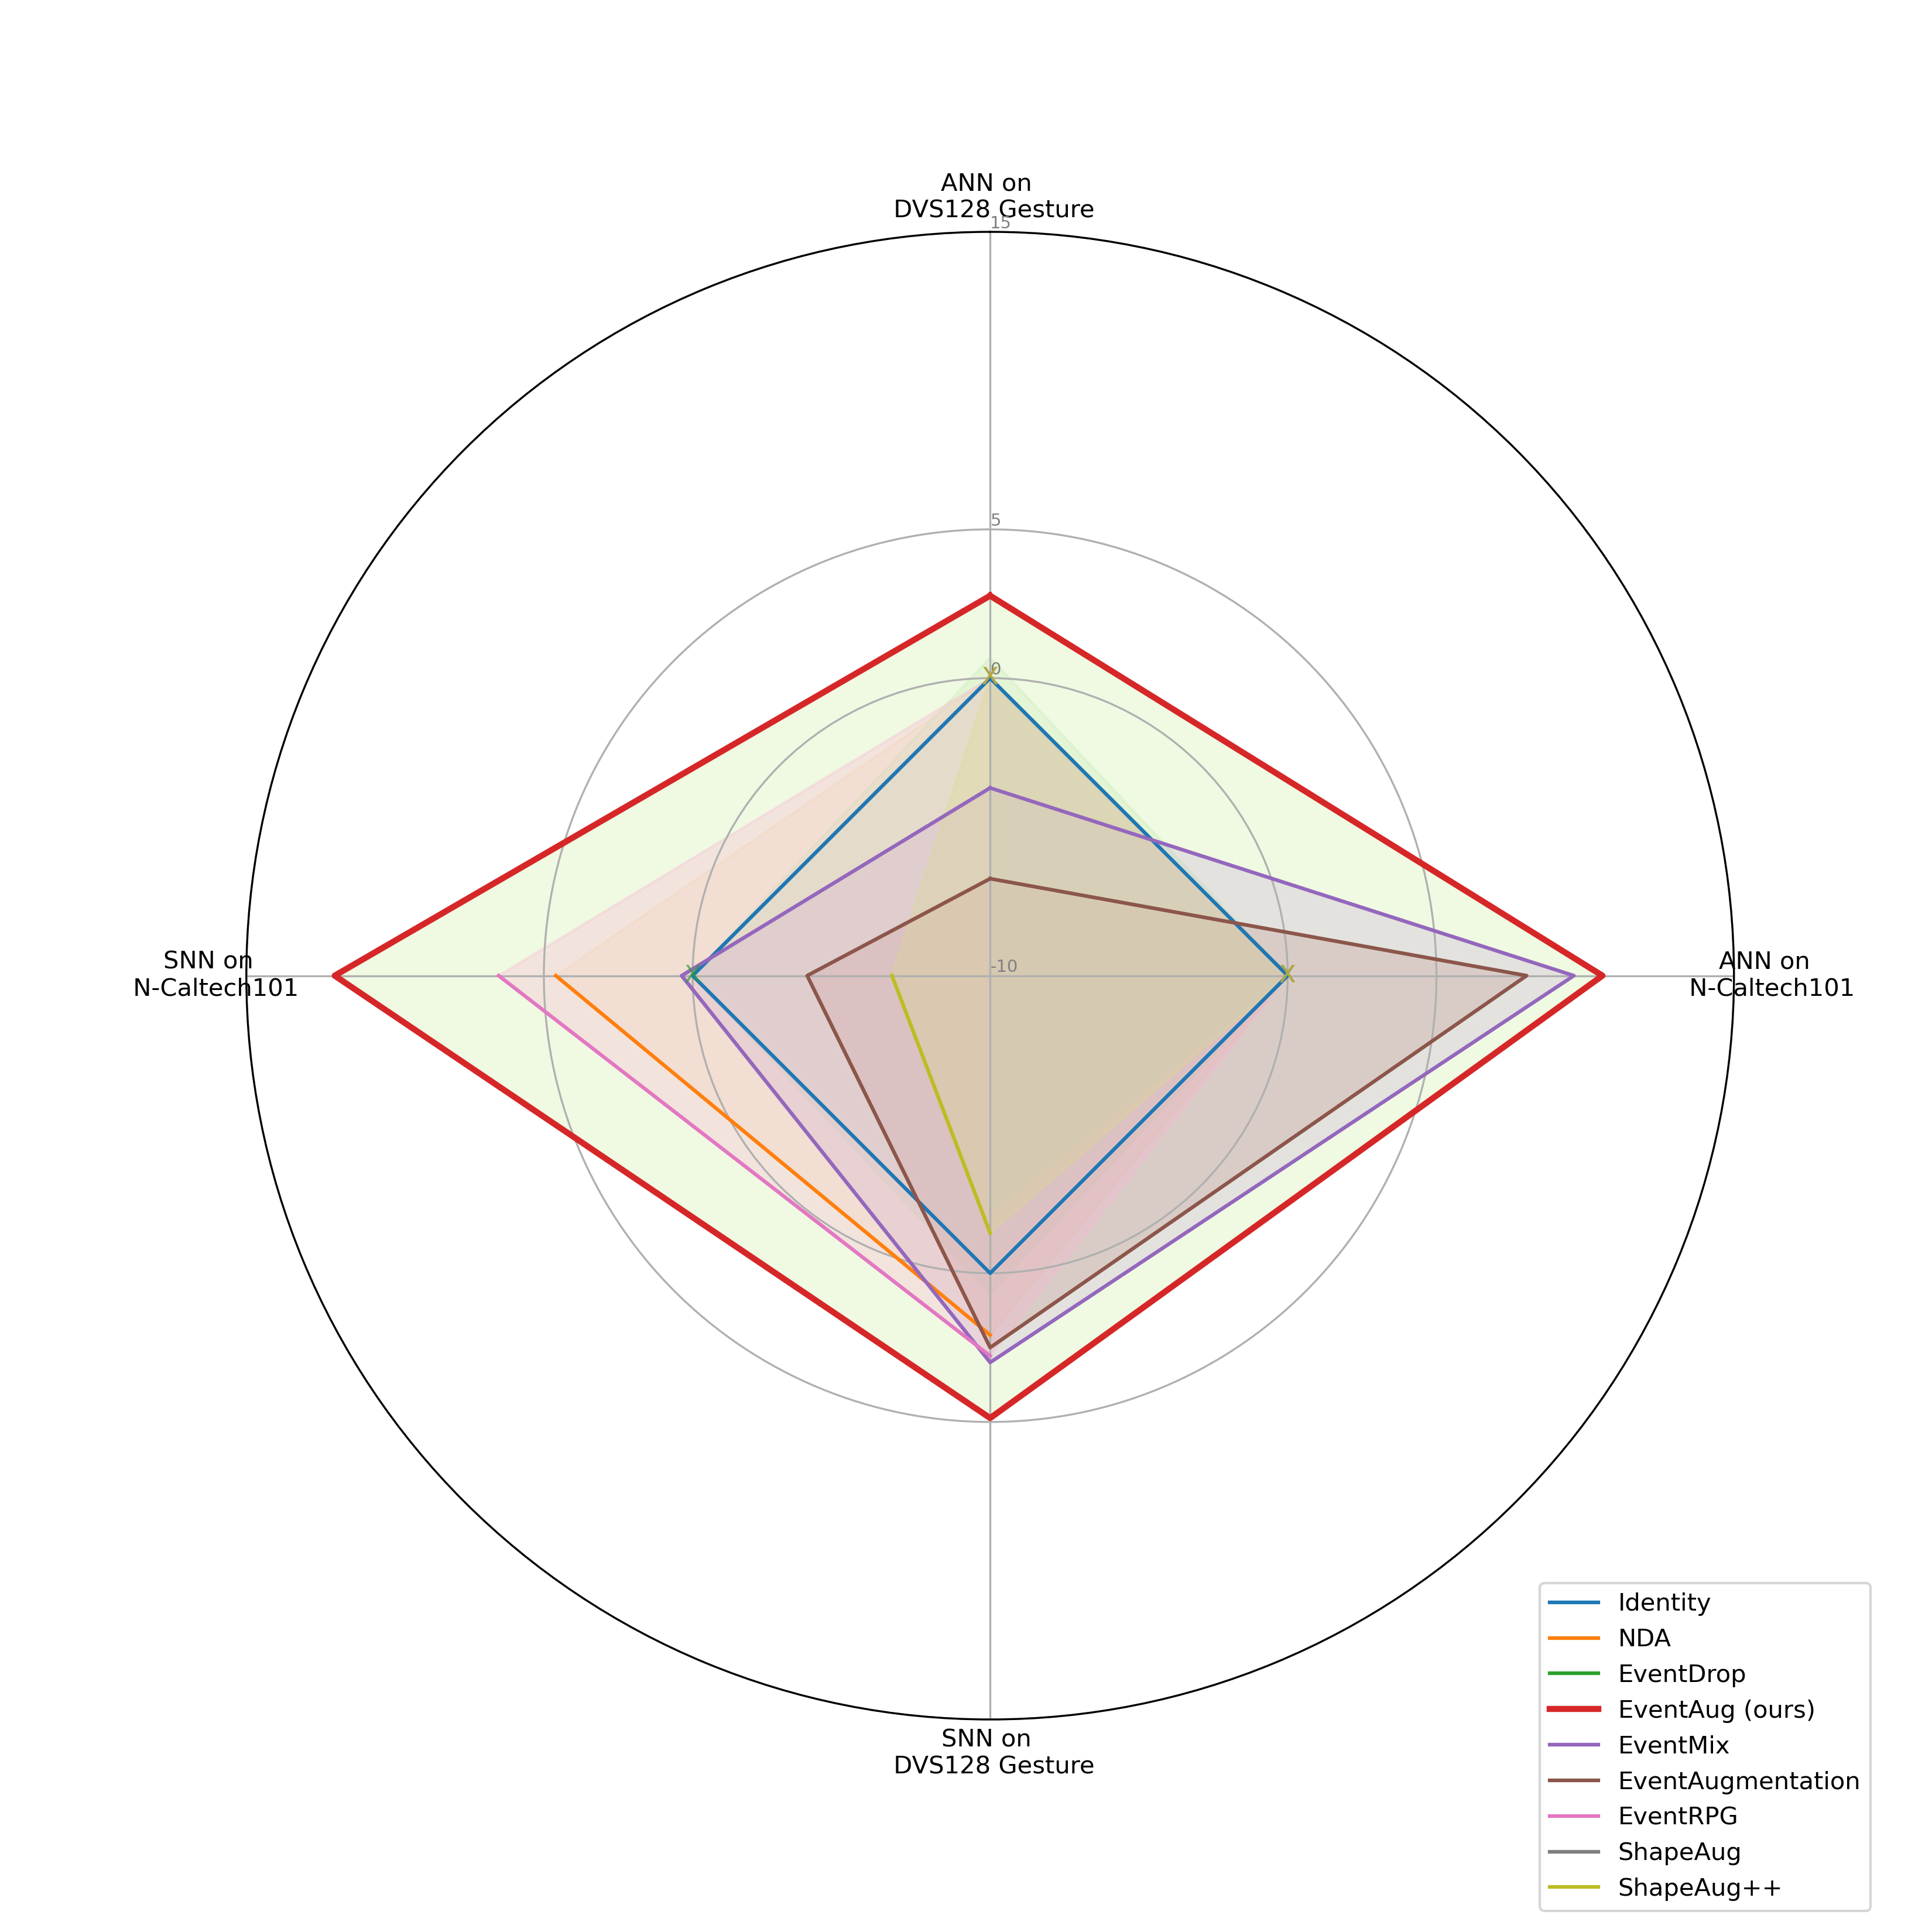 ANN on
DVS128 Gesture
15
5
X
0
SNN on
N-Caltech101
X
-10
X
ANN on
N-Caltech101
SNN on
DVS128 Gesture
Identity
NDA
EventDrop
EventAug (ours)
EventMix
EventAugmentation
EventRPG
ShapeAug
ShapeAug++